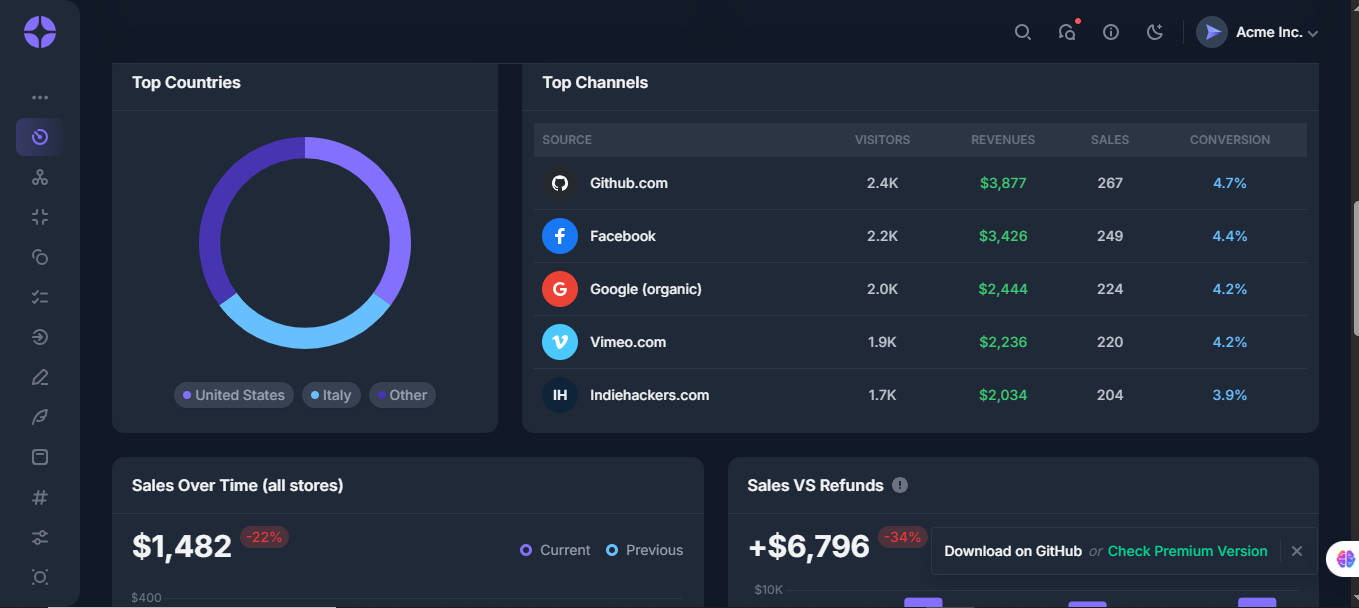 Acme Inc.
Top Countries
United States
Italy
Other
Top Channels
SOURCE VISITORS REVENUES SALES CONVERSION
Github.com 2.4K $3,877 267 4.7%
Facebook 2.2K $3,426 249 4.4%
G Google (organic) 2.0K $2,444 224 4.2%
Vimeo.com 1.9K $2,236 220 4.2%
IH Indiehackers.com 1.7K $2,034 204 3.9%
Sales Over Time (all stores)
$1,482 -22%
Current Previous
$400
Sales VS Refunds
+$6,796 -34%
Download on GitHub or Check Premium Version
$10K